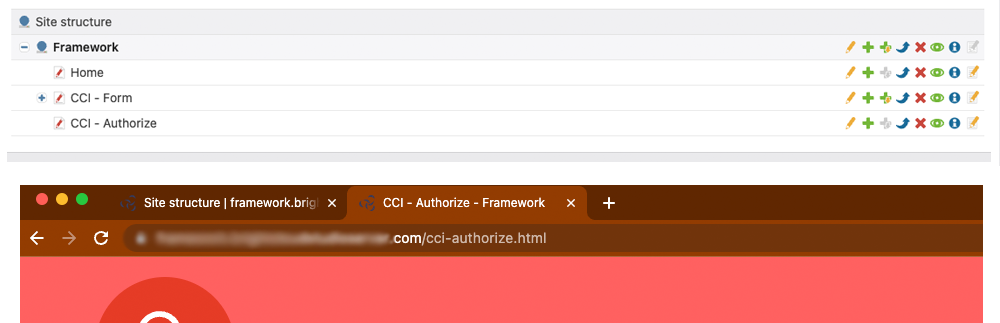 Site structure
Framework
Home
CCI - Form
CCI - Authorize
Site structure | framework.brig
CCI - Authorize - Framework
.com/cci-authorize.html